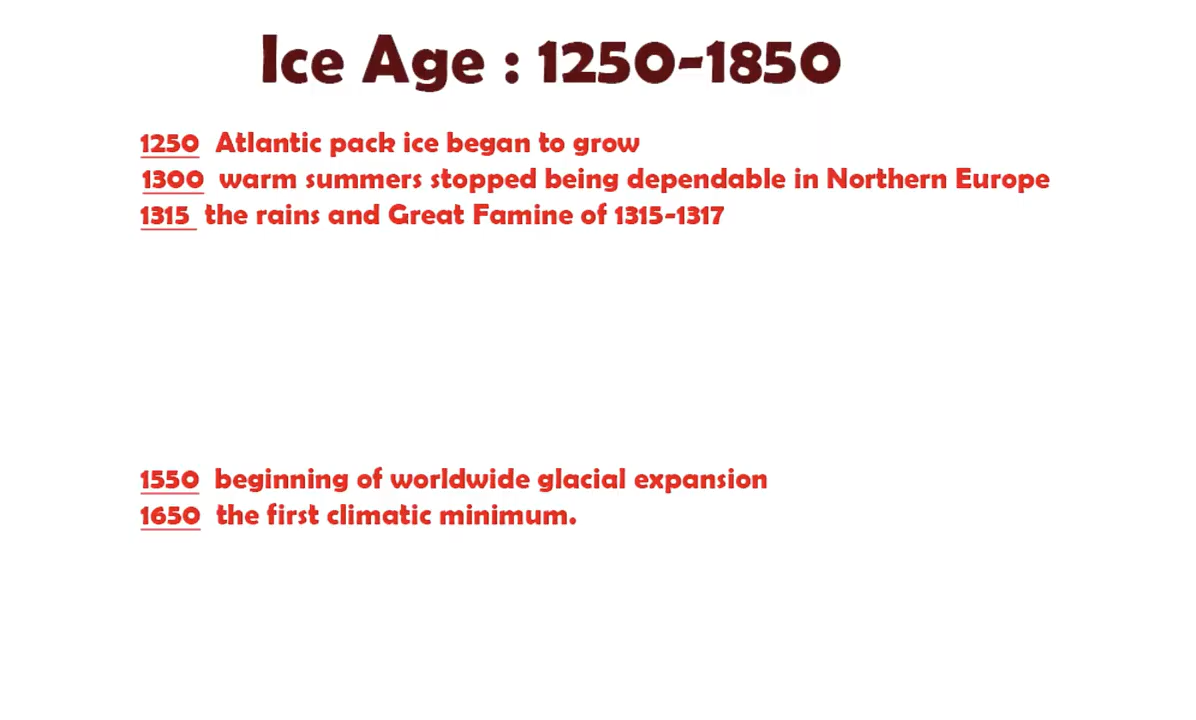 Ice Age : 1250-1850
1250 Atlantic pack ice began to grow
1300 warm summers stopped being dependable in Northern Europe
1315 the rains and Great Famine of 1315-1317
1550 beginning of worldwide glacial expansion
1650 the first climatic minimum.